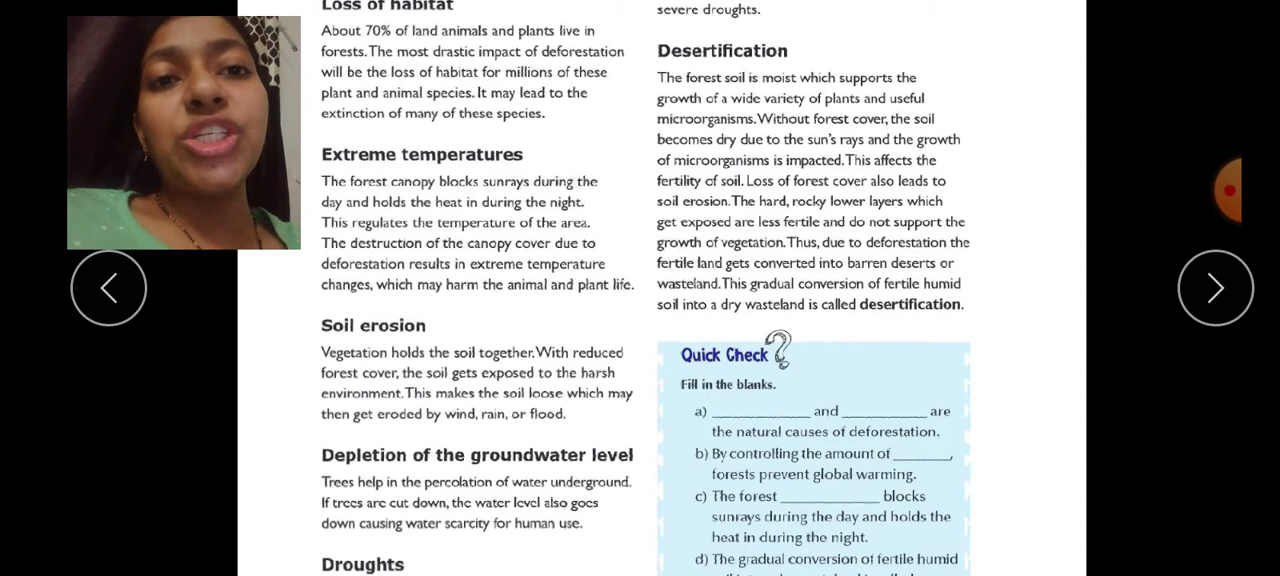 Loss of habitat
About 70% of land animals and plants live in
forests. The most drastic impact of deforestation
will be the loss of habitat for millions of these
plant and animal species. It may lead to the
extinction of many of these species.
Extreme temperatures
The forest canopy blocks sunrays during the
day and holds the heat in during the night.
This regulates the temperature of the area.
The destruction of the canopy cover due to
deforestation results in extreme temperature
changes, which may harm the animal and plant life.
Soil erosion
Vegetation holds the soil together. With reduced
forest cover, the soil gets exposed to the harsh
environment. This makes the soil loose which may
then get eroded by wind, rain, or flood.
Depletion of the groundwater level
Trees help in the percolation of water underground.
If trees are cut down, the water level also goes
down causing water scarcity for human use.
Droughts
severe droughts.
Desertification
The forest soil is moist which supports the
growth of a wide variety of plants and useful
microorganisms. Without forest cover, the soil
becomes dry due to the sun's rays and the growth
of microorganisms is impacted. This affects the
fertility of soil. Loss of forest cover also leads to
soil erosion. The hard, rocky lower layers which
get exposed are less fertile and do not support the
growth of vegetation. Thus, due to deforestation the
fertile land gets converted into barren deserts or
wasteland. This gradual conversion of fertile humid
soil into a dry wasteland is called desertification.
Quick Check ?
Fill in the blanks.
a) ____________ and ____________ are
the natural causes of deforestation.
b) By controlling the amount of ________,
forests prevent global warming.
c) The forest ______________ blocks
sunrays during the day and holds the
heat in during the night.
d) The gradual conversion of fertile humid